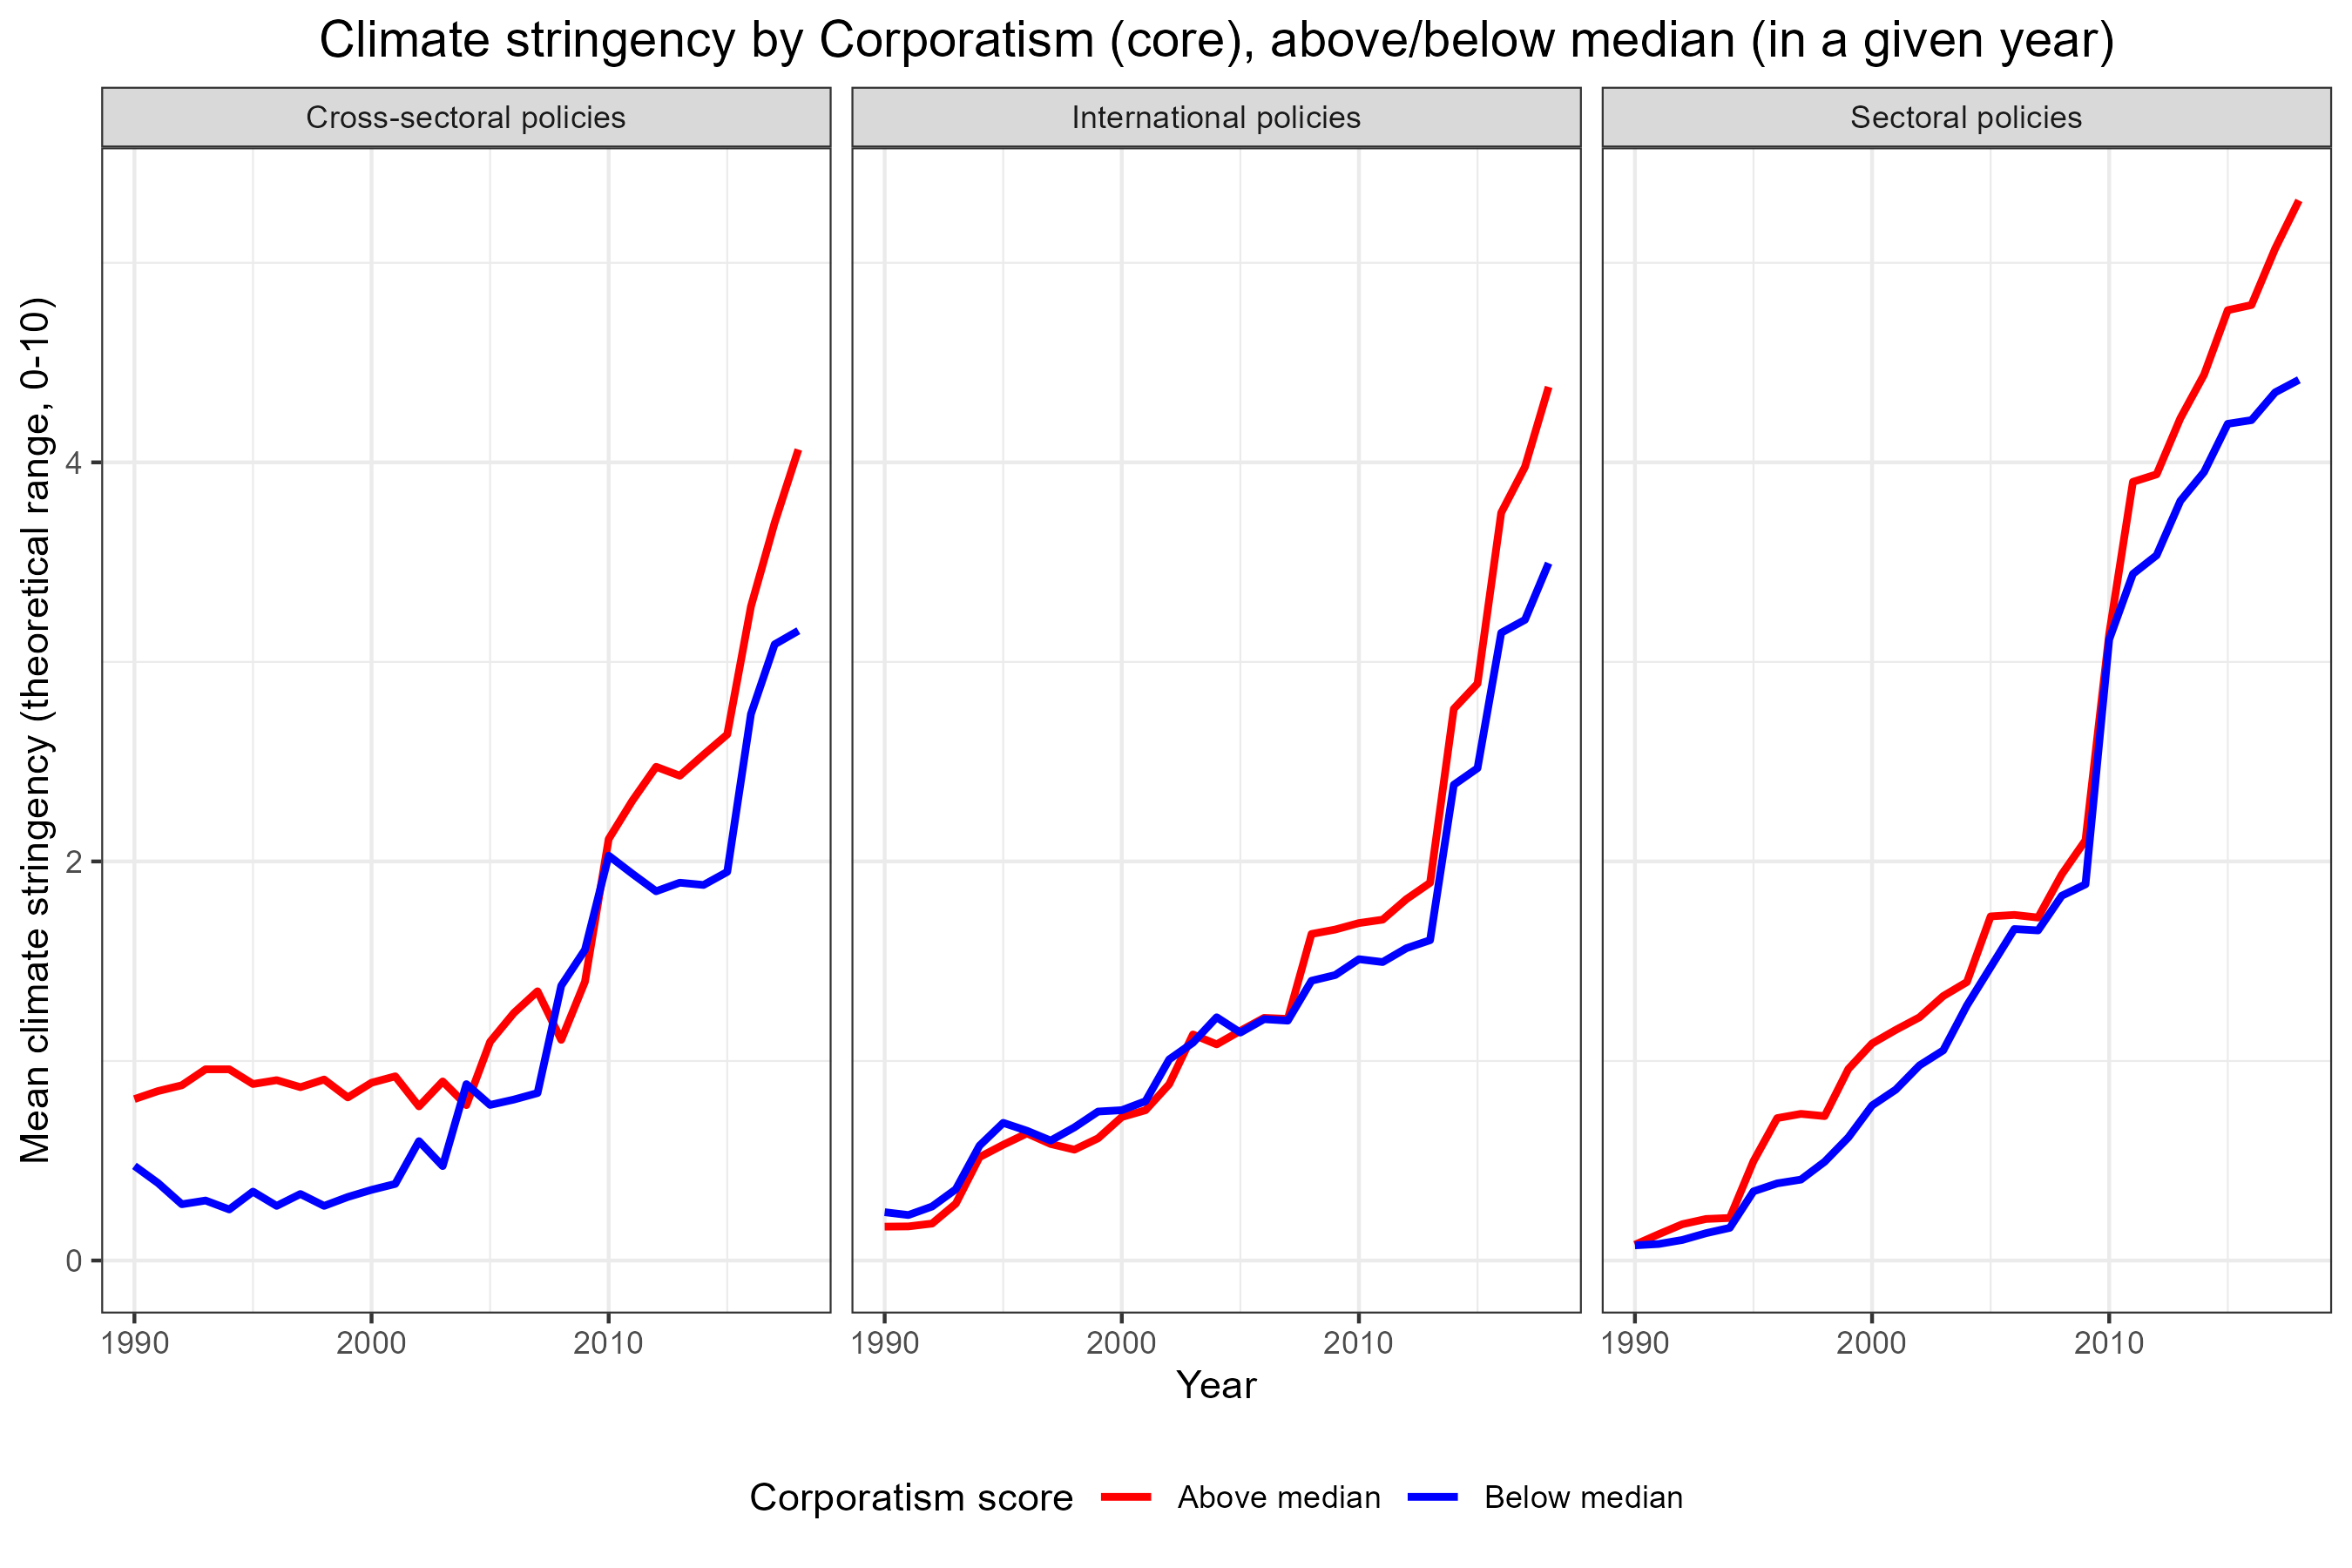 Climate stringency by Corporatism (core), above/below median (in a given year)
Cross-sectoral policies
International policies
Sectoral policies
Mean climate stringency (theoretical range, 0-10)
4
2
0
1990
2000
2010
1990
2000
2010
1990
2000
2010
Year
Corporatism score
Above median
Below median